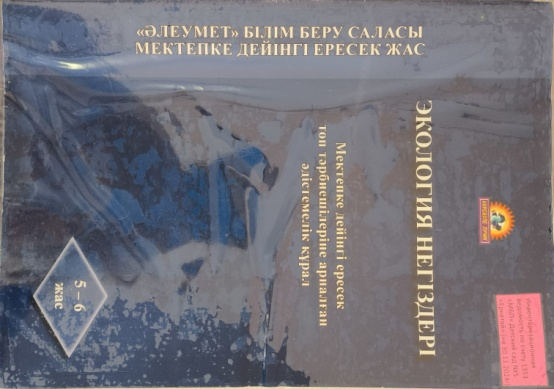 «ӘЛЕУМЕТ» БІЛІМ БЕРУ САЛАСЫ
МЕКТЕПКЕ ДЕЙІНГІ ЕРЕСЕК ЖАС
ЭКОЛОГИЯ НЕГІЗДЕРІ
Мектепке дейінгі ересек
топ тәрбиешілеріне арналған
әдістемелік құрал
5 – 6
жас